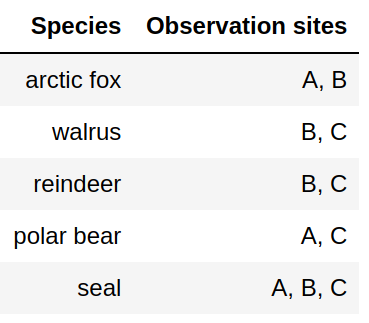 Species Observation sites
arctic fox A, B
walrus B, C
reindeer B, C
polar bear A, C
seal A, B, C